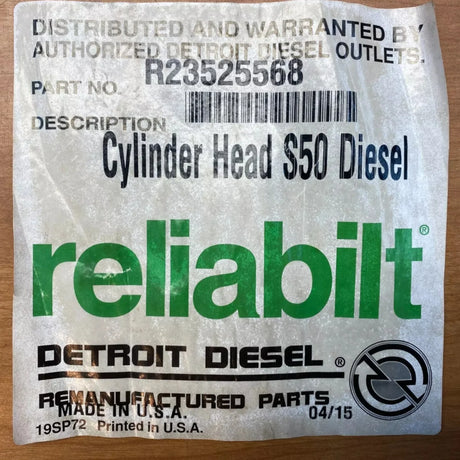 DISTRIBUTED AND WARRANTED BY
AUTHORIZED DETROIT DIESEL OUTLETS.
PART NO. R23525568
DESCRIPTION
Cylinder Head S50 Diesel
reliabilt®
DETROIT DIESEL®
REMANUFACTURED PARTS
MADE IN U.S.A. 04/15
19SP72 Printed in U.S.A.